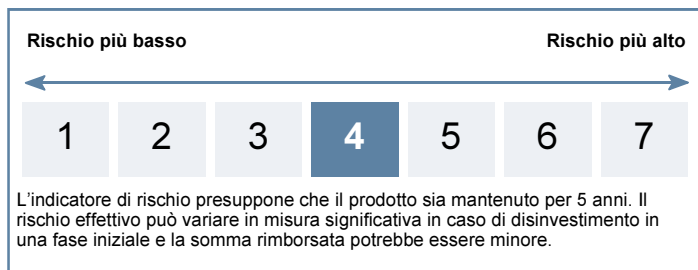 Rischio più basso Rischio più alto
1 2 3 4 5 6 7
L'indicatore di rischio presuppone che il prodotto sia mantenuto per 5 anni. Il
rischio effettivo può variare in misura significativa in caso di disinvestimento in
una fase iniziale e la somma rimborsata potrebbe essere minore.